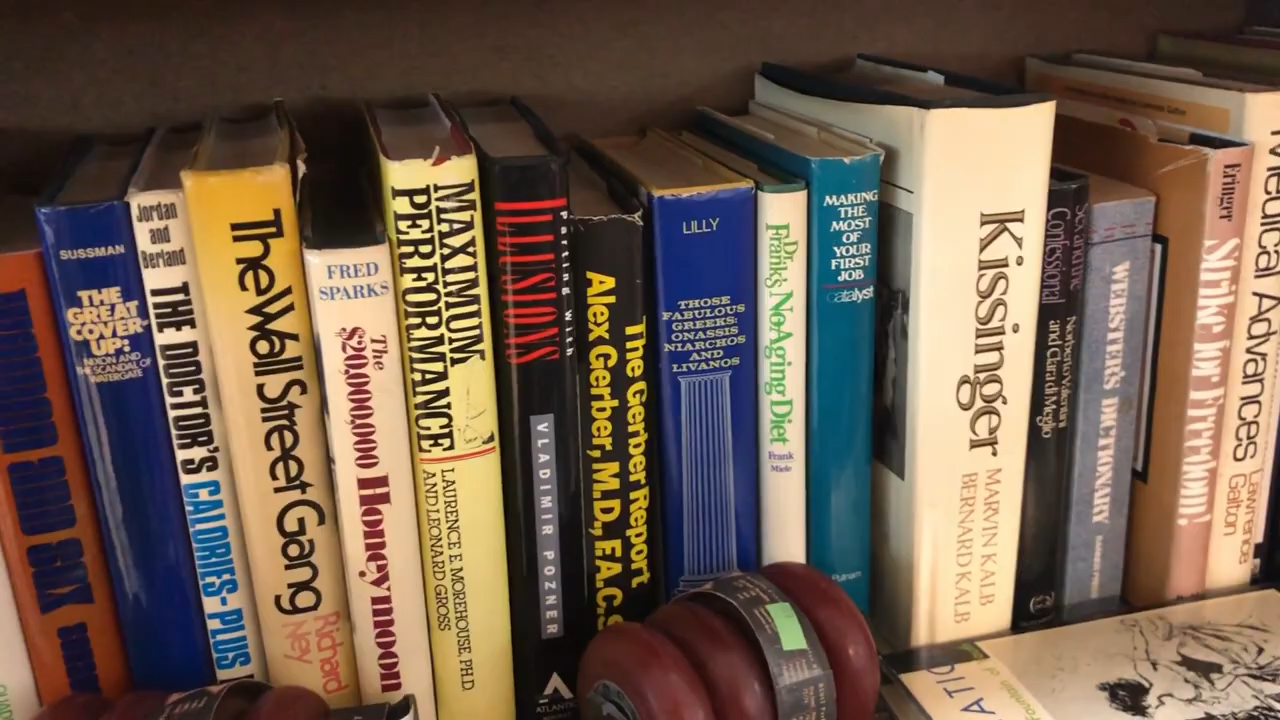 SUSSMAN
THE
GREAT
COVER-
UP:
NIXON AND
THE SCANDAL OF
WATERGATE
Jordan
and
Berland
THE DOCTOR'S CALORIES-PLUS
The Wall Street Gang
Richard
Ney
FRED
SPARKS
The
$20,000,000 Honeymoon
MAXIMUM
PERFORMANCE
LAURENCE E. MOREHOUSE, PH.D.
AND LEONARD GROSS
Parting with
ILLUSIONS
VLADIMIR POZNER
ATLANTIC
The Gerber Report
Alex Gerber, M.D., F.A.C.S.
LILLY
THOSE
FABULOUS
GREEKS:
ONASSIS
NIARCHOS
AND
LIVANOS
Dr.
Frank's No Aging Diet
Frank
Miele
MAKING
THE
MOST
OF
YOUR
FIRST
JOB
catalyst
Putnam
Kissinger
MARVIN KALB
BERNARD KALB
Confessional
Norberto Valentini
and Clara di Meglio
WEBSTER'S DICTIONARY
Eringer
Strike for Freedom!
Medical Advances
Lawrence
Galton